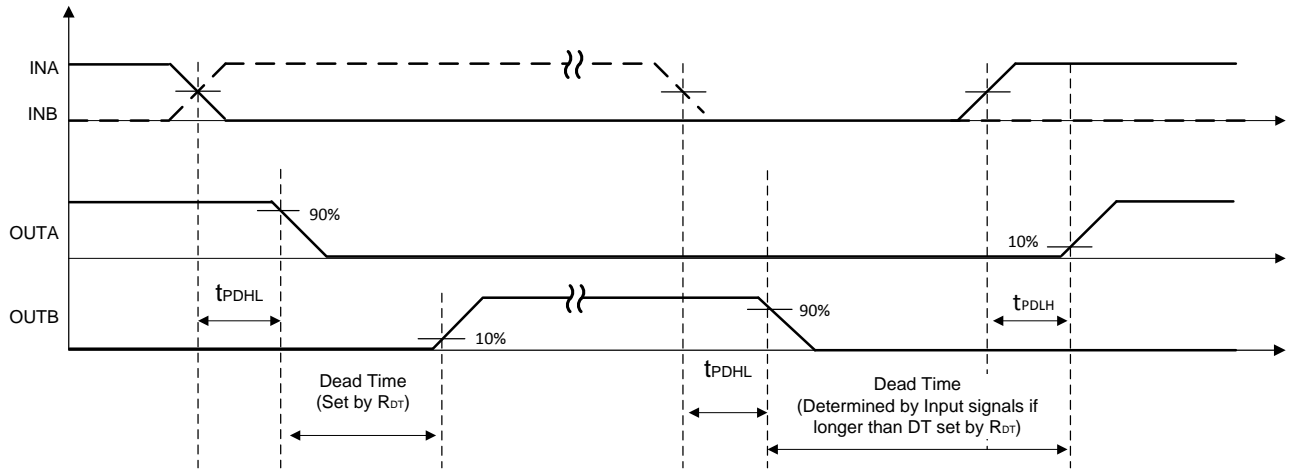 INA
INB
OUTA
90%
10%
tPDHL
tPDLH
OUTB
10%
90%
Dead Time
(Set by RDT)
tPDHL
Dead Time
(Determined by Input signals if
longer than DT set by RDT)